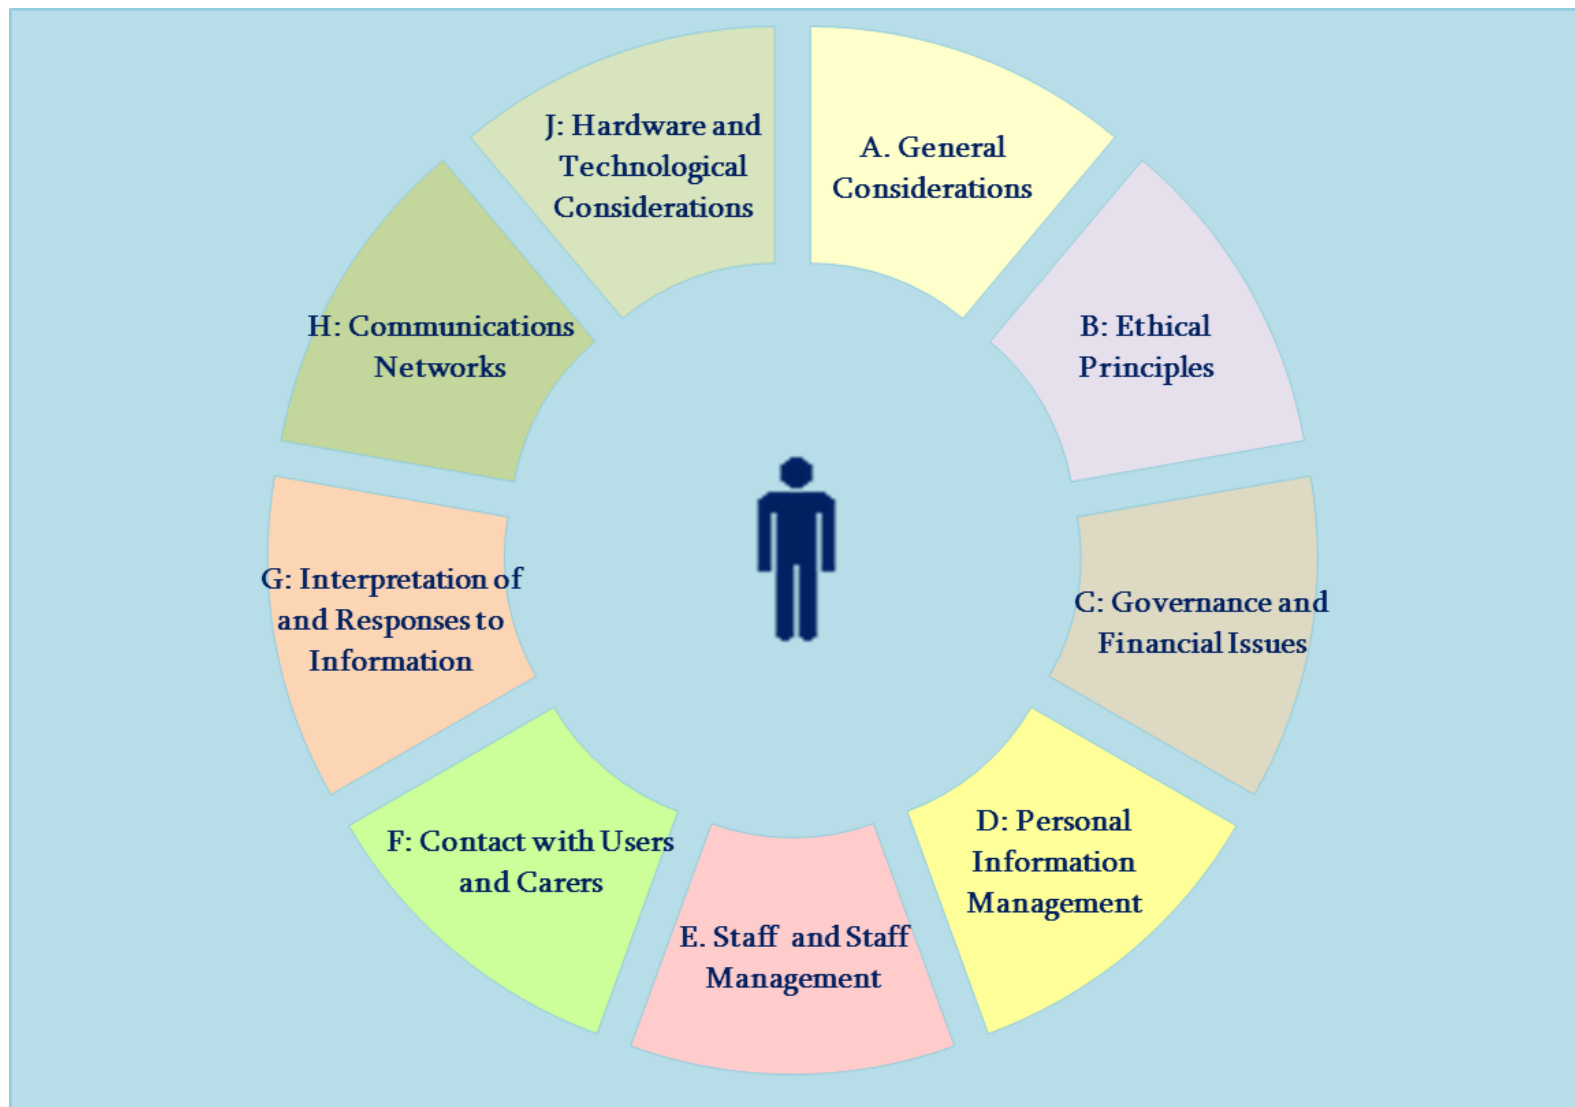 A. General
Considerations
B: Ethical
Principles
C: Governance and
Financial Issues
D: Personal
Information
Management
E. Staff and Staff
Management
F: Contact with Users
and Carers
G: Interpretation of
and Responses to
Information
H: Communications
Networks
J: Hardware and
Technological
Considerations